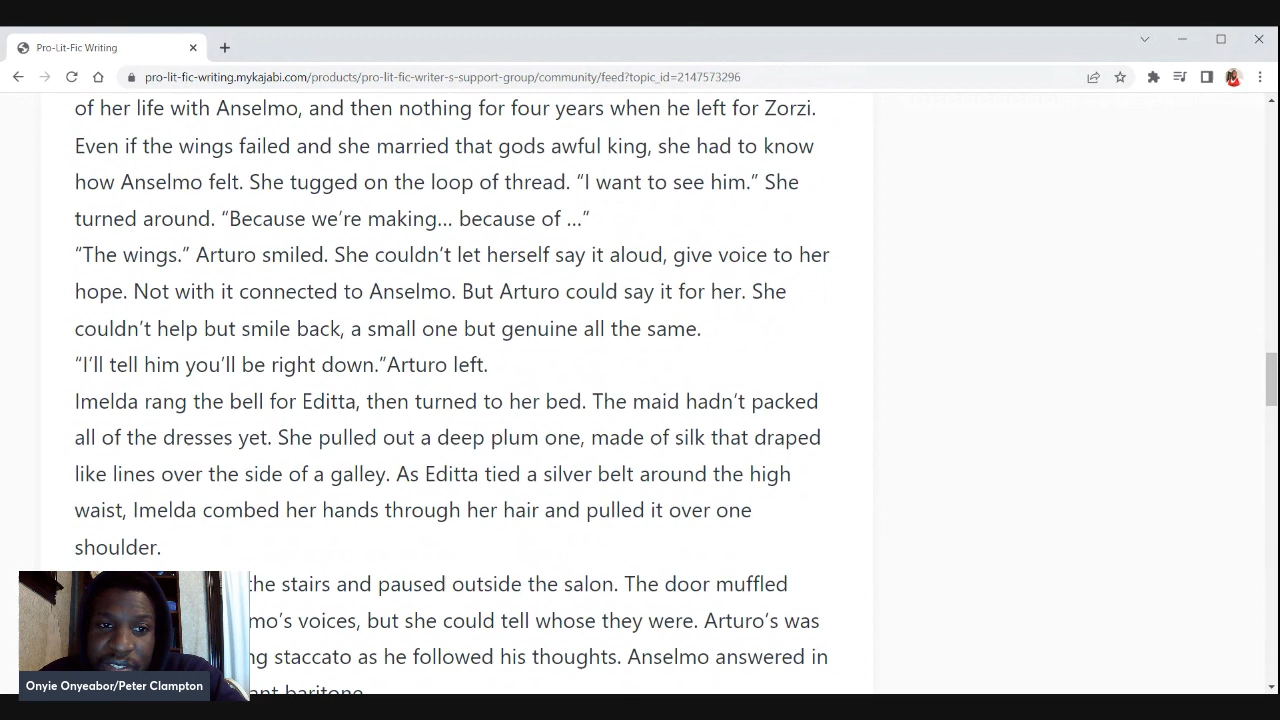 Pro-Lit-Fic Writing
pro-lit-fic-writing.mykajabi.com/products/pro-lit-fic-writer-s-support-group/community/feed?topic_id=2147573296
of her life with Anselmo, and then nothing for four years when he left for Zorzi.
Even if the wings failed and she married that gods awful king, she had to know
how Anselmo felt. She tugged on the loop of thread. “I want to see him.” She
turned around. “Because we’re making… because of …”
“The wings.” Arturo smiled. She couldn’t let herself say it aloud, give voice to her
hope. Not with it connected to Anselmo. But Arturo could say it for her. She
couldn’t help but smile back, a small one but genuine all the same.
“I’ll tell him you’ll be right down.”Arturo left.
Imelda rang the bell for Editta, then turned to her bed. The maid hadn’t packed
all of the dresses yet. She pulled out a deep plum one, made of silk that draped
like lines over the side of a galley. As Editta tied a silver belt around the high
waist, Imelda combed her hands through her hair and pulled it over one
shoulder.
the stairs and paused outside the salon. The door muffled
mo’s voices, but she could tell whose they were. Arturo’s was
ng staccato as he followed his thoughts. Anselmo answered in
ant baritone
Onyie Onyeabor/Peter Clampton